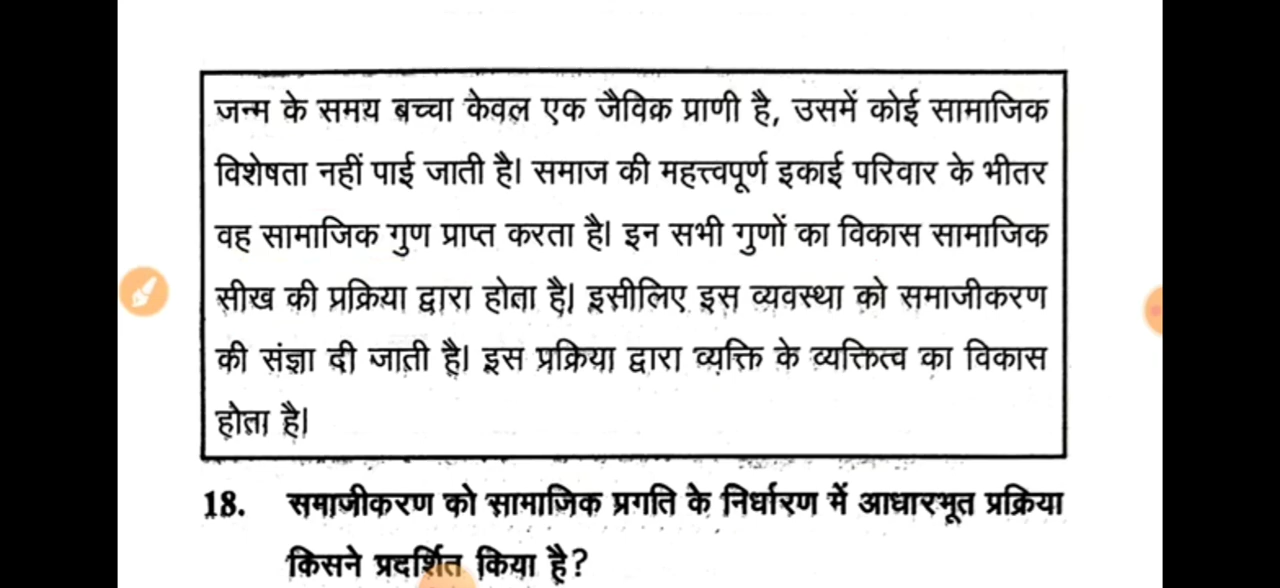 जन्म के समय बच्चा केवल एक जैविक प्राणी है, उसमें कोई सामाजिक
विशेषता नहीं पाई जाती है। समाज की महत्त्वपूर्ण इकाई परिवार के भीतर
वह सामाजिक गुण प्राप्त करता है। इन सभी गुणों का विकास सामाजिक
सीख की प्रक्रिया द्वारा होता है। इसीलिए इस व्यवस्था को समाजीकरण
की संज्ञा दी जाती है। इस प्रक्रिया द्वारा व्यक्ति के व्यक्तित्व का विकास
होता है।
18. समाजीकरण को सामाजिक प्रगति के निर्धारण में आधारभूत प्रक्रिया
किसने प्रदर्शित किया है?